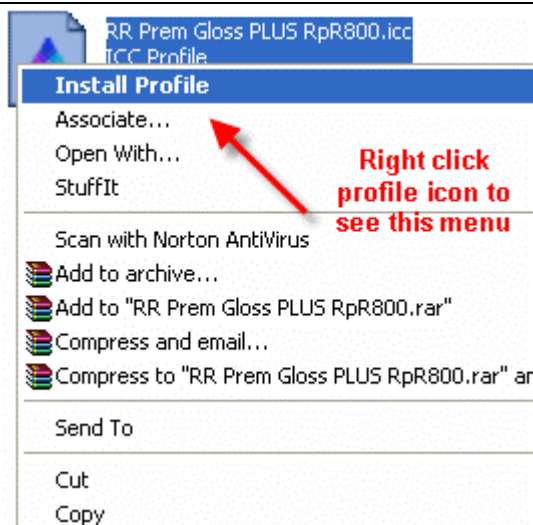 RR Prem Gloss PLUS RpR800.icc
ICC Profile
Install Profile
Associate...
Open With...
StuffIt
Right click
profile icon to
see this menu
Scan with Norton AntiVirus
Add to archive...
Add to "RR Prem Gloss PLUS RpR800.rar"
Compress and email...
Compress to "RR Prem Gloss PLUS RpR800.rar" ar
Send To
Cut
Copy